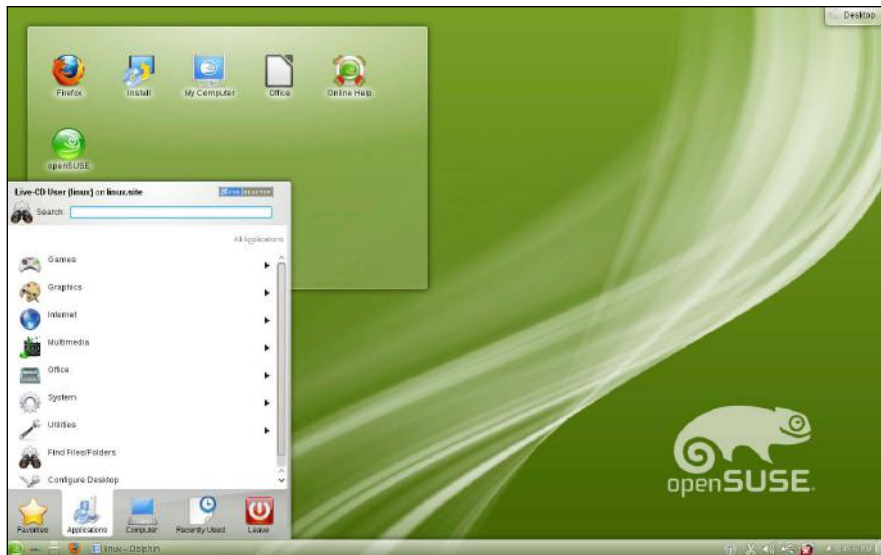 Desktop
Firefox
Install
My Computer
Office
Online Help
openSUSE
Live-CD User [linux] on linux.site
Search:
All Applications
Games
Graphics
Internet
Multimedia
Office
System
Utilities
Find Files/Folders
Configure Desktop
Favorites
Applications
Computer
Recently Used
Leave
openSUSE
linux – Dolphin